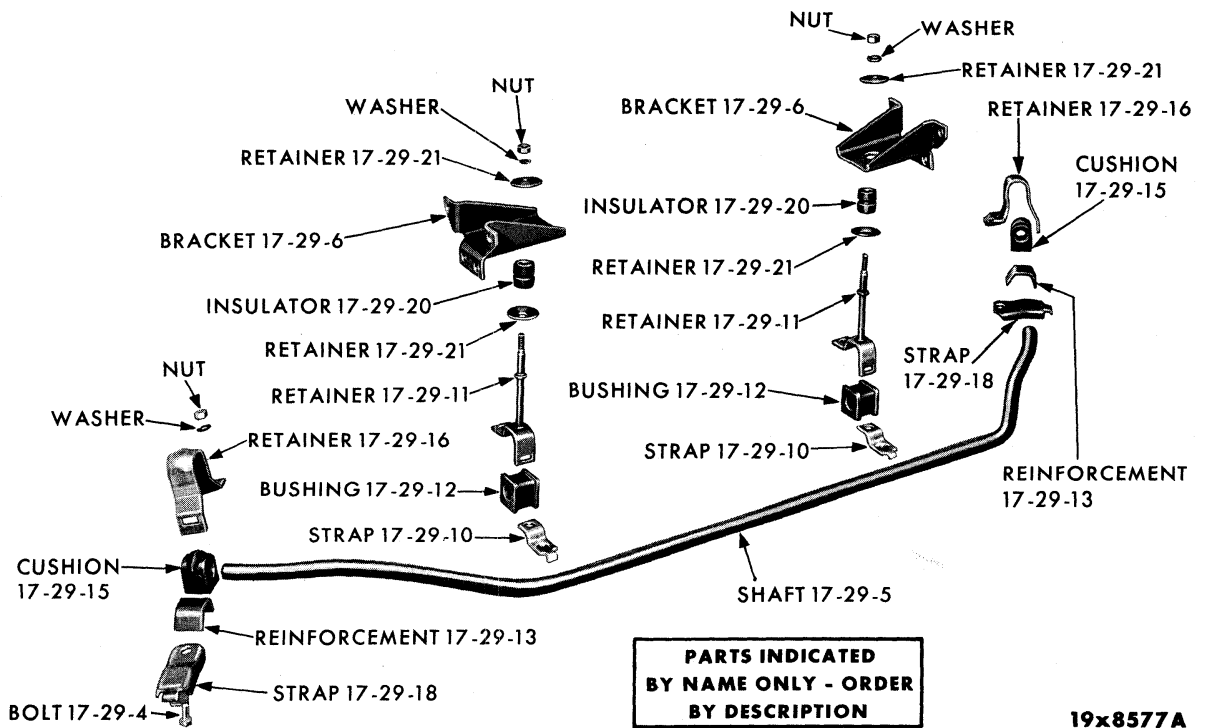 NUT
WASHER
RETAINER 17-29-21
BRACKET 17-29-6
RETAINER 17-29-16
CUSHION
17-29-15
INSULATOR 17-29-20
RETAINER 17-29-21
RETAINER 17-29-11
STRAP
17-29-18
BUSHING 17-29-12
STRAP 17-29-10
REINFORCEMENT
17-29-13
NUT
WASHER
RETAINER 17-29-21
BRACKET 17-29-6
INSULATOR 17-29-20
RETAINER 17-29-21
RETAINER 17-29-11
BUSHING 17-29-12
STRAP 17-29-10
NUT
WASHER
RETAINER 17-29-16
CUSHION
17-29-15
REINFORCEMENT 17-29-13
STRAP 17-29-18
BOLT 17-29-4
SHAFT 17-29-5
PARTS INDICATED
BY NAME ONLY - ORDER
BY DESCRIPTION
19x8577A